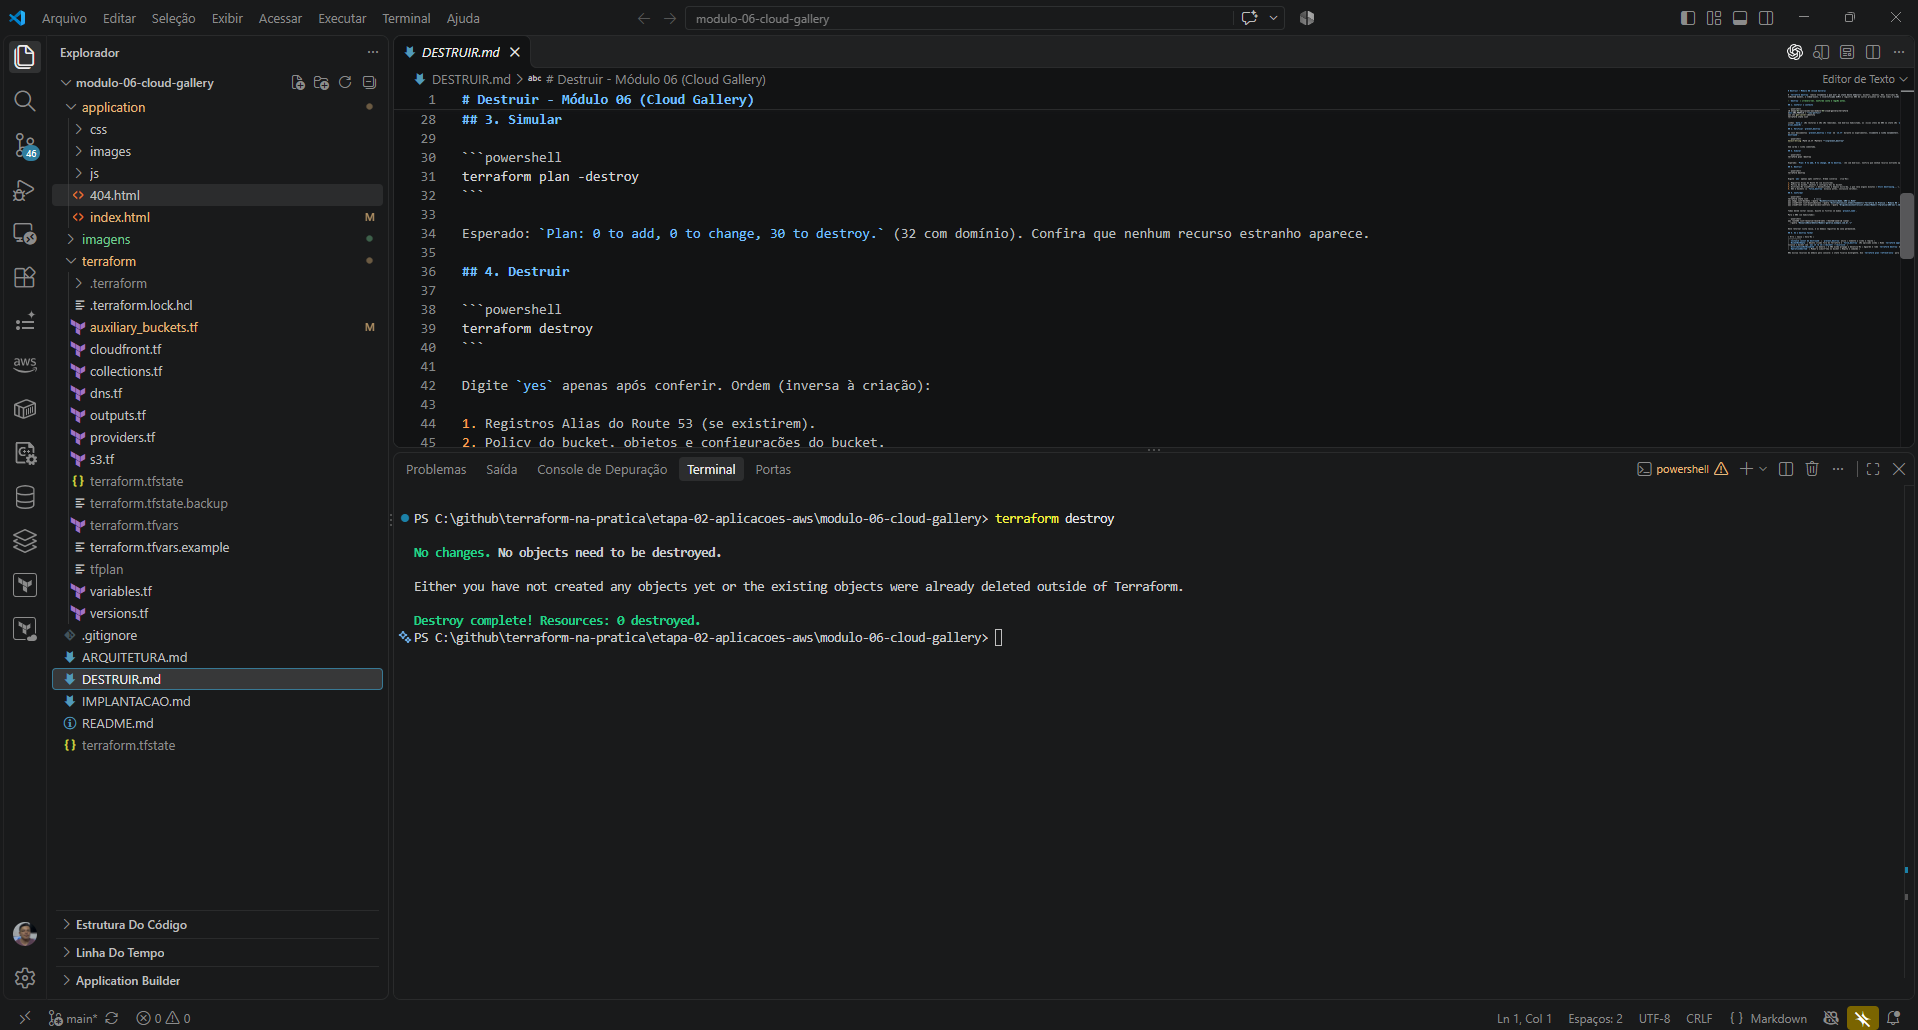 Arquivo Editar Seleção Exibir Acessar Executar Terminal Ajuda
modulo-06-cloud-gallery
Explorador
modulo-06-cloud-gallery
application
css
images
js
404.html
index.html M
imagens
terraform
.terraform
.terraform.lock.hcl
auxiliary_buckets.tf M
cloudfront.tf
collections.tf
dns.tf
outputs.tf
providers.tf
s3.tf
terraform.tfstate
terraform.tfstate.backup
terraform.tfvars
terraform.tfvars.example
tfplan
variables.tf
versions.tf
.gitignore
ARQUITETURA.md
DESTRUIR.md
IMPLANTACAO.md
README.md
terraform.tfstate
Estrutura Do Código
Linha Do Tempo
Application Builder
46
aws
DESTRUIR.md
DESTRUIR.md > abc # Destruir - Módulo 06 (Cloud Gallery)
Editor de Texto
1 # Destruir - Módulo 06 (Cloud Gallery)
28 ## 3. Simular
29
30 ```powershell
31 terraform plan -destroy
32 ```
33
34 Esperado: `Plan: 0 to add, 0 to change, 30 to destroy.` (32 com domínio). Confira que nenhum recurso estranho aparece.
35
36 ## 4. Destruir
37
38 ```powershell
39 terraform destroy
40 ```
41
42 Digite `yes` apenas após conferir. Ordem (inversa à criação):
43
44 1. Registros Alias do Route 53 (se existirem).
45 2. Policy do bucket, objetos e configurações do bucket.
Problemas Saída Console de Depuração Terminal Portas
powershell
PS C:\github\terraform-na-pratica\etapa-02-aplicacoes-aws\modulo-06-cloud-gallery> terraform destroy
No changes. No objects need to be destroyed.
Either you have not created any objects yet or the existing objects were already deleted outside of Terraform.
Destroy complete! Resources: 0 destroyed.
PS C:\github\terraform-na-pratica\etapa-02-aplicacoes-aws\modulo-06-cloud-gallery>
main* 0 0
Ln 1, Col 1 Espaços: 2 UTF-8 CRLF { } Markdown